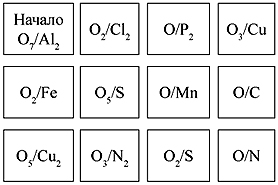 Начало
O₇/Al₂
O₂/Cl₂
O/P₂
O₃/Cu
O₂/Fe
O₅/S
O/Mn
O/C
O₅/Cu₂
O₃/N₂
O₂/S
O/N